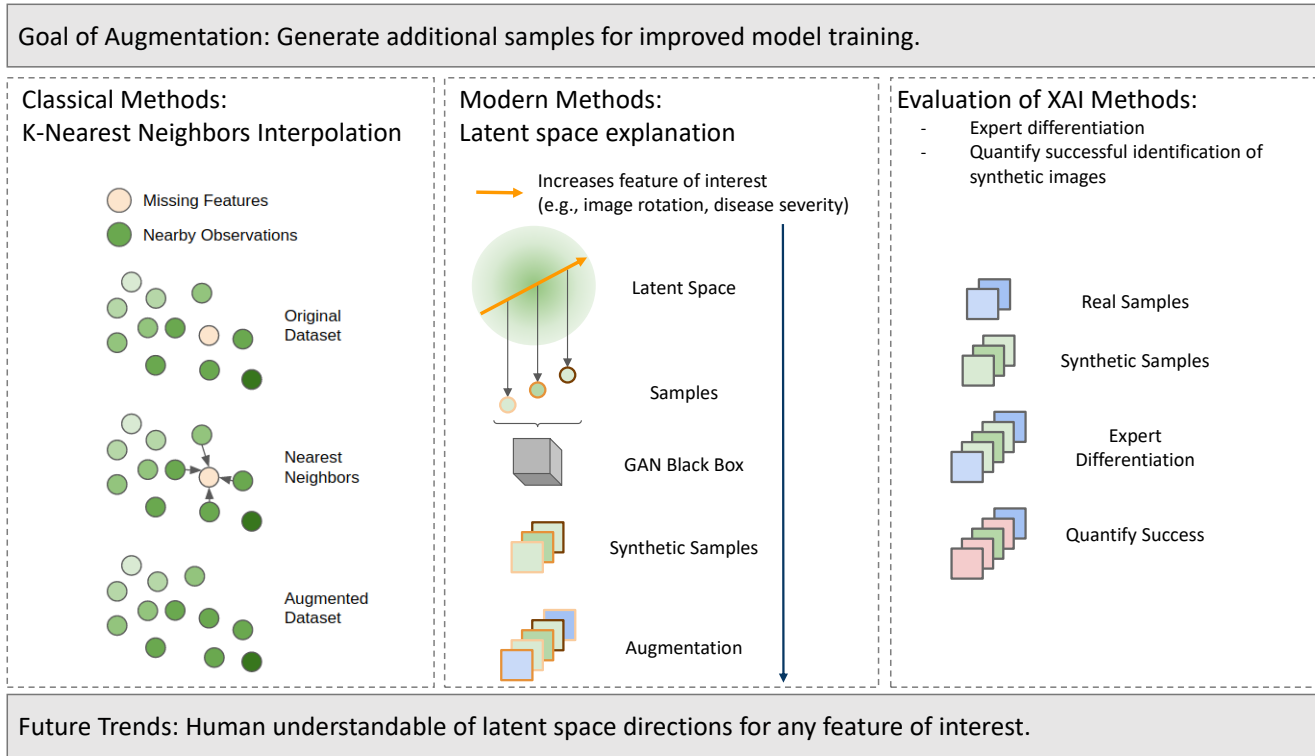 Goal of Augmentation: Generate additional samples for improved model training.
Classical Methods:
K-Nearest Neighbors Interpolation
Missing Features
Nearby Observations
Original
Dataset
Nearest
Neighbors
Augmented
Dataset
Modern Methods:
Latent space explanation
Increases feature of interest
(e.g., image rotation, disease severity)
Latent Space
Samples
GAN Black Box
Synthetic Samples
Augmentation
Evaluation of XAI Methods:
- Expert differentiation
- Quantify successful identification of
synthetic images
Real Samples
Synthetic Samples
Expert
Differentiation
Quantify Success
Future Trends: Human understandable of latent space directions for any feature of interest.